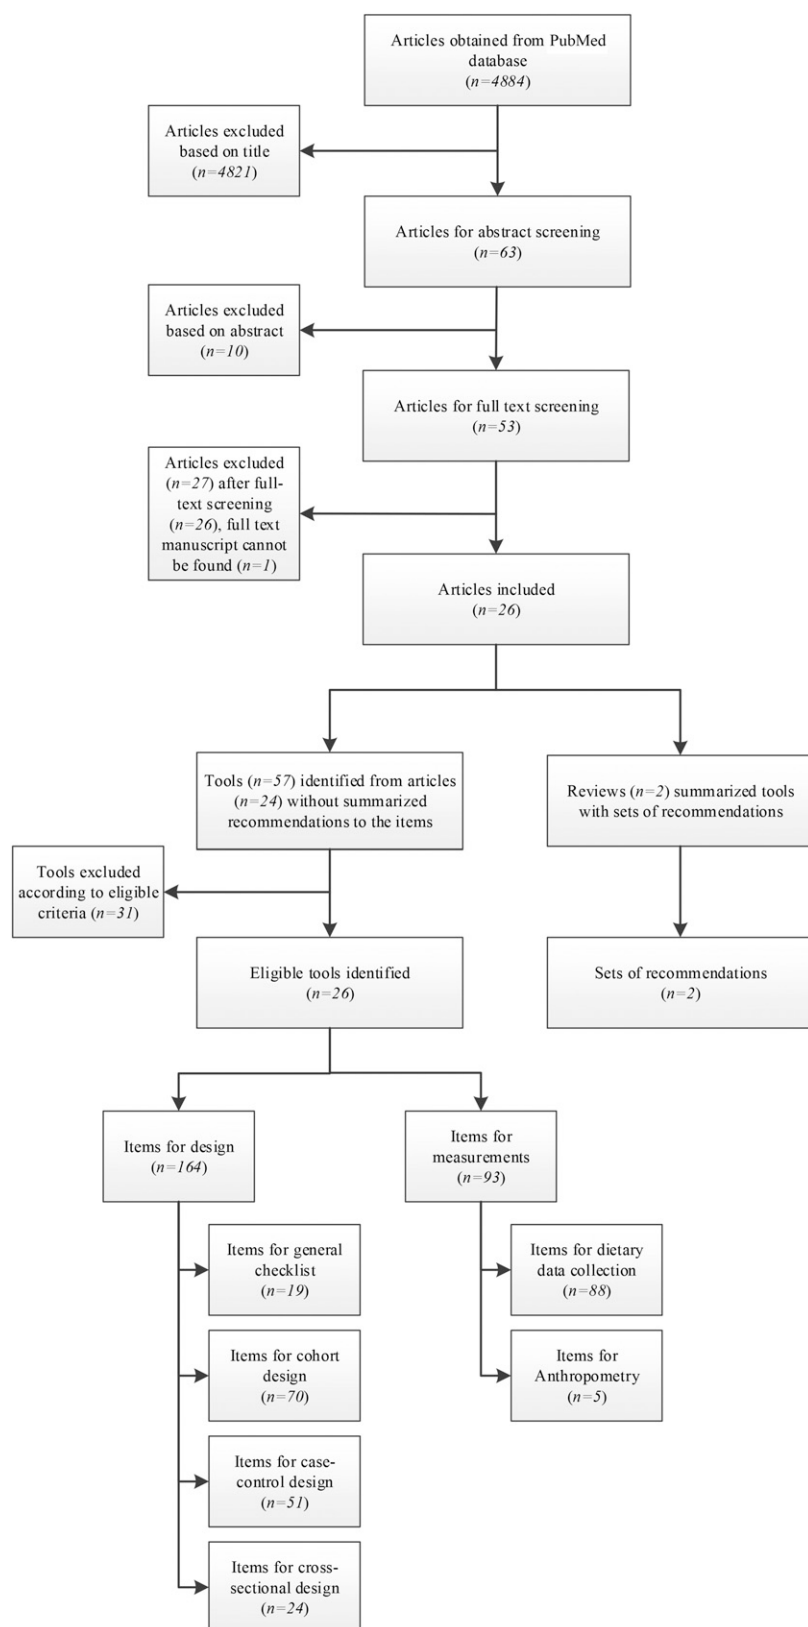 Articles obtained from PubMed
database
(n=4884)
Articles excluded
based on title
(n=4821)
Articles for abstract screening
(n=63)
Articles excluded
based on abstract
(n=10)
Articles for full text screening
(n=53)
Articles excluded
(n=27) after full-
text screening
(n=26), full text
manuscript cannot
be found (n=1)
Articles included
(n=26)
Tools (n=57) identified from articles
(n=24) without summarized
recommendations to the items
Reviews (n=2) summarized tools
with sets of recommendations
Tools excluded
according to eligible
criteria (n=31)
Eligible tools identified
(n=26)
Sets of recommendations
(n=2)
Items for design
(n=164)
Items for
measurements
(n=93)
Items for general
checklist
(n=19)
Items for dietary
data collection
(n=88)
Items for cohort
design
(n=70)
Items for
Anthropometry
(n=5)
Items for case-
control design
(n=51)
Items for cross-
sectional design
(n=24)